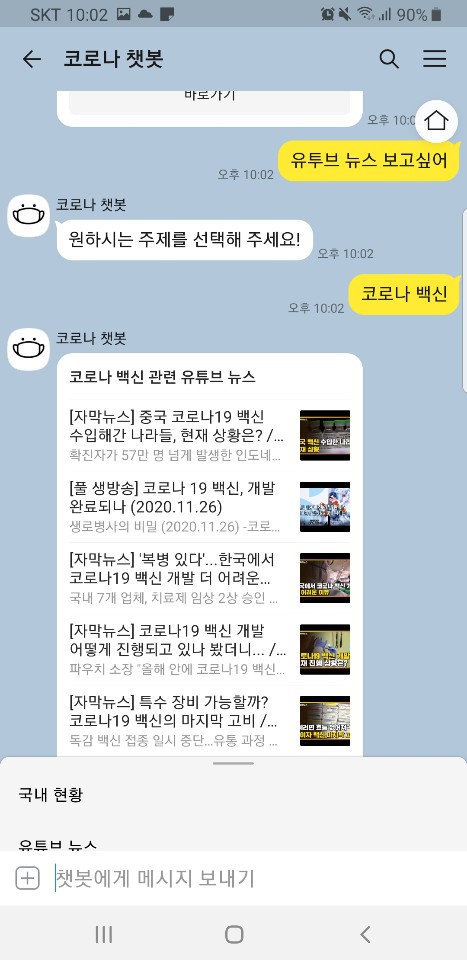 SKT 10:02
90%
코로나 챗봇
바로가기
오후 10:0
유투브 뉴스 보고싶어
오후 10:02
코로나 챗봇
원하시는 주제를 선택해 주세요!
오후 10:02
코로나 백신
오후 10:02
코로나 챗봇
코로나 백신 관련 유튜브 뉴스
[자막뉴스] 중국 코로나19 백신
수입해간 나라들, 현재 상황은? /...
확진자가 57만 명 넘게 발생한 인도네...
[풀 생방송] 코로나 19 백신, 개발
완료되나 (2020.11.26)
생로병사의 비밀 (2020.11.26) -코로...
[자막뉴스] '복병 있다'...한국에서
코로나19 백신 개발 더 어려운...
국내 7개 업체, 치료제 임상 2상 승인 ...
[자막뉴스] 코로나19 백신 개발
어떻게 진행되고 있나 봤더니... /...
파우치 소장 "올해 안에 코로나19 백신...
[자막뉴스] 특수 장비 가능할까?
코로나19 백신의 마지막 고비 /...
독감 백신 접종 일시 중단...유통 과정 ...
국내 현황
유튜브 뉴스
챗봇에게 메시지 보내기